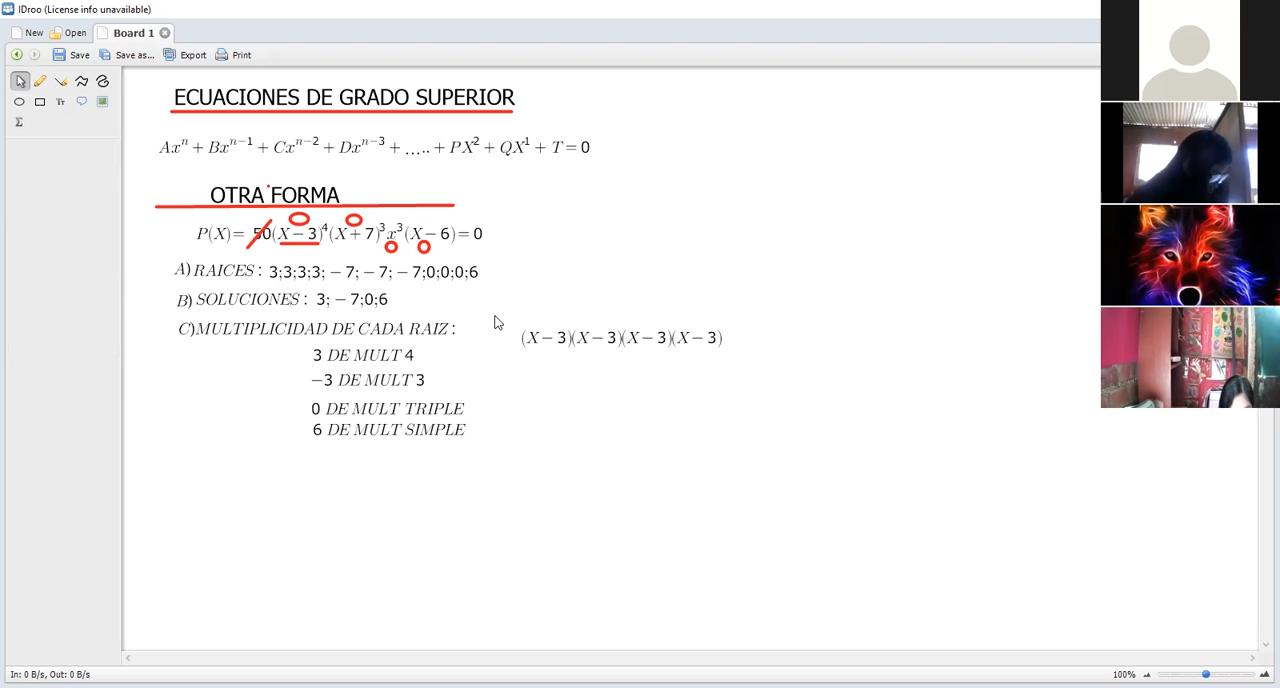 IDroo (License info unavailable)
New Open Board 1
Save Save as... Export Print
ECUACIONES DE GRADO SUPERIOR
Ax^n + Bx^{n−1} + Cx^{n−2} + Dx^{n−3} + ..... + PX^2 + QX^1 + T = 0
OTRA FORMA
P(X) = 50(X − 3)^4(X + 7)^3x^3(X − 6) = 0
A) RAICES : 3;3;3;3; − 7; − 7; − 7;0;0;0;6
B) SOLUCIONES : 3; − 7;0;6
C)MULTIPLICIDAD DE CADA RAIZ :
(X − 3)(X − 3)(X − 3)(X − 3)
3 DE MULT 4
−3 DE MULT 3
0 DE MULT TRIPLE
6 DE MULT SIMPLE
In: 0 B/s, Out: 0 B/s
100%